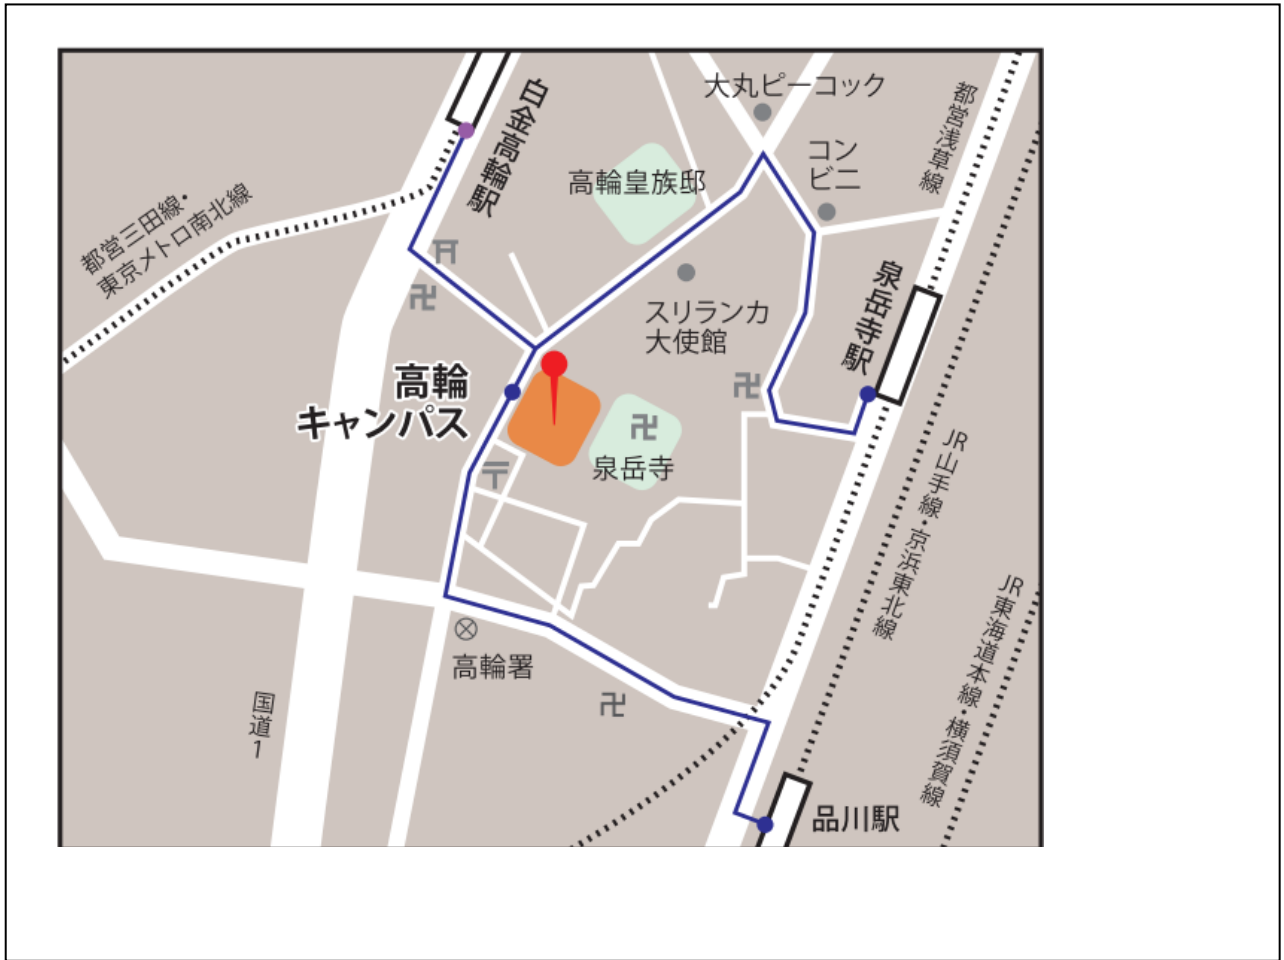 大丸ピーコック
白金高輪駅
都営浅草線
コン
ビニ
高輪皇族邸
都営三田線・
東京メトロ南北線
泉岳寺駅
スリランカ
大使館
高輪
キャンパス
泉岳寺
JR山手線・京浜東北線
JR東海道本線・横須賀線
高輪署
国道1
品川駅